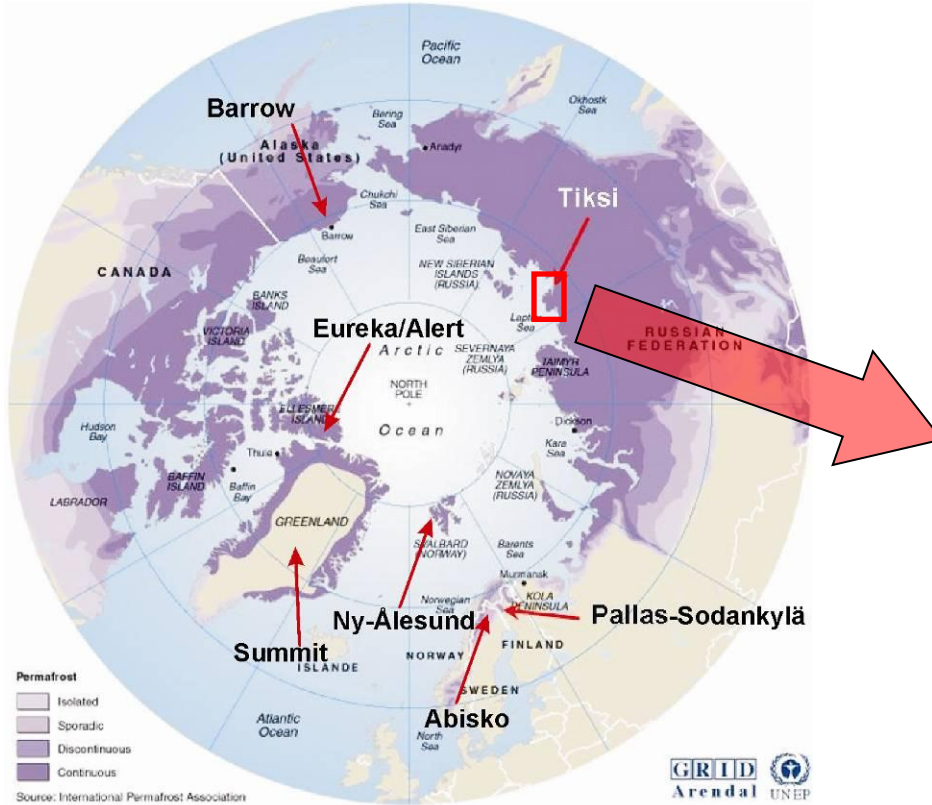 Pacific
Ocean
Barrow
Okhostk
Sea
Bering
Sea
Alaska
(United States)
Anadyr
Tiksi
Chukchi
Sea
Barrow
East Siberian
Sea
Beaufort
Sea
NEW SIBERIAN
ISLANDS
(RUSSIA)
CANADA
BANKS
ISLAND
Laptev
Sea
VICTORIA
ISLAND
Eureka/Alert
RUSSIAN
FEDERATION
Arctic
SEVERNAYA
ZEMLYA
(RUSSIA)
TAIMYR
PENINSULA
NORTH
POLE
ELLESMERE
ISLAND
Dickson
Hudson
Bay
Ocean
Kara
Sea
Thule
BAFFIN
ISLAND
Baffin
Bay
NOVAYA
ZEMLYA
(RUSSIA)
LABRADOR
GREENLAND
SVALBARD
(NORWAY)
Barents
Sea
Murmansk
KOLA
PENINSULA
Norwegian
Sea
Ny-Ålesund
Pallas-Sodankylä
Summit
ISLANDE
NORWAY
FINLAND
SWEDEN
Abisko
Atlantic
Ocean
North
Sea
Permafrost
Isolated
Sporadic
Discontinuous
Continuous
Source: International Permafrost Association
GRID
Arendal
UNEP